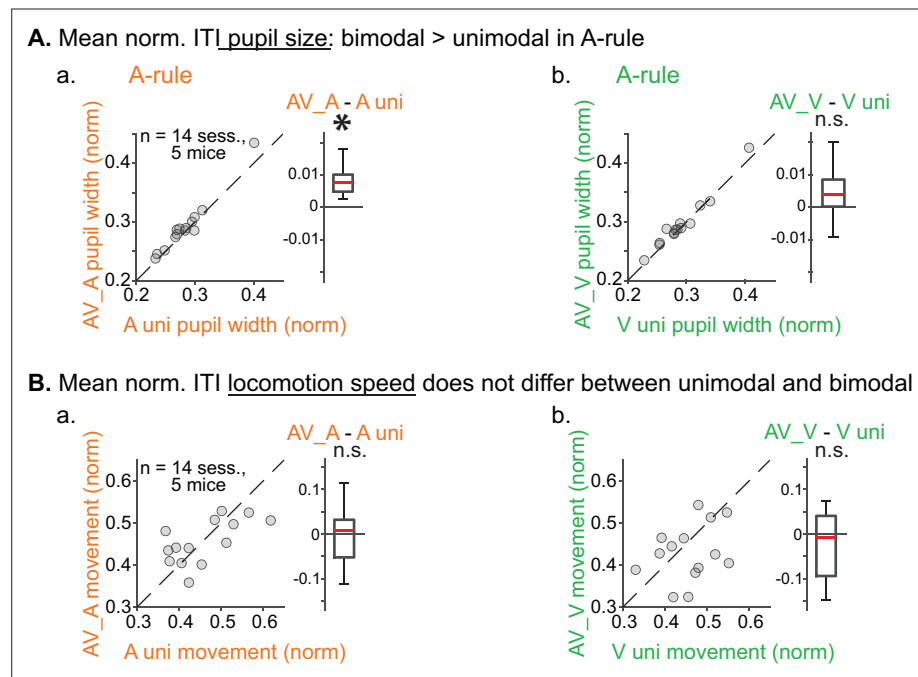 A. Mean norm. ITI pupil size: bimodal > unimodal in A-rule
a. A-rule
AV_A - A uni
*
n = 14 sess.,
5 mice
AV_A pupil width (norm)
0.4
0.3
0.2
0.2 0.3 0.4
A uni pupil width (norm)
0.01
0
-0.01
b. A-rule
AV_V - V uni
n.s.
AV_V pupil width (norm)
0.4
0.3
0.2
0.2 0.3 0.4
V uni pupil width (norm)
0.01
0
-0.01
B. Mean norm. ITI locomotion speed does not differ between unimodal and bimodal
a.
AV_A - A uni
n.s.
n = 14 sess.,
5 mice
AV_A movement (norm)
0.6
0.5
0.4
0.3
0.3 0.4 0.5 0.6
A uni movement (norm)
0.1
0
-0.1
b.
AV_V - V uni
n.s.
AV_V movement (norm)
0.6
0.5
0.4
0.3
0.3 0.4 0.5 0.6
V uni movement (norm)
0.1
0
-0.1